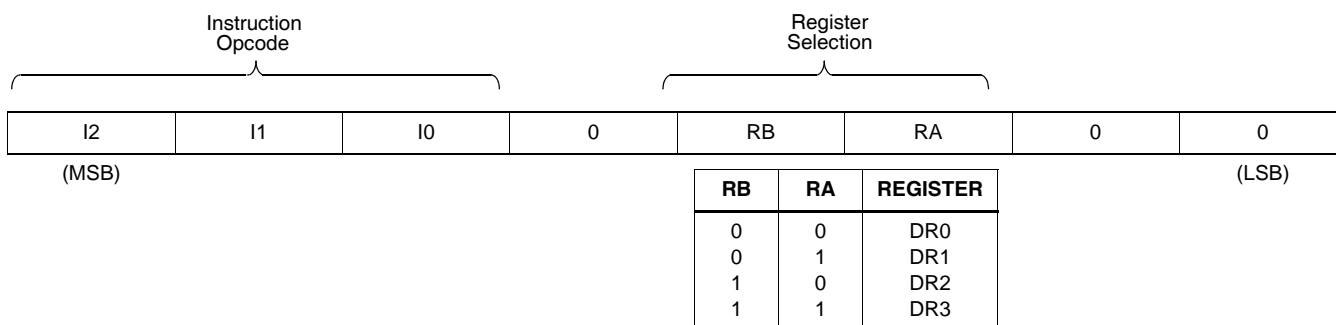 Instruction
Opcode
Register
Selection
I2 I1 I0 0 RB RA 0 0
(MSB) (LSB)
RB RA REGISTER
0 0 DR0
0 1 DR1
1 0 DR2
1 1 DR3